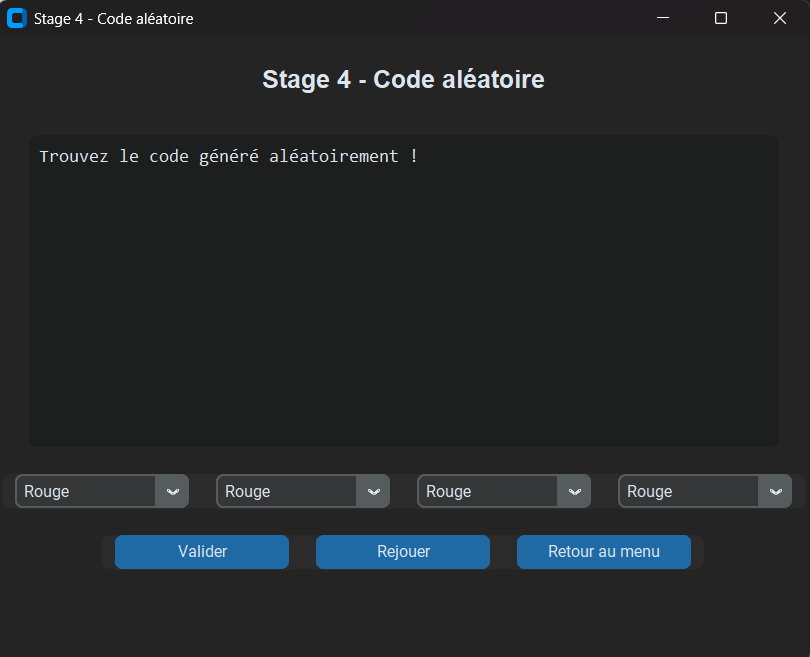 Stage 4 - Code aléatoire
Stage 4 - Code aléatoire
Trouvez le code généré aléatoirement !
Rouge Rouge Rouge Rouge
Valider Rejouer Retour au menu